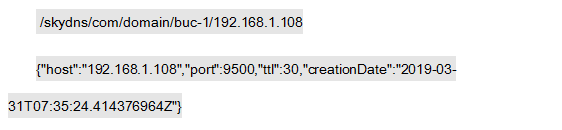 /skydns/com/domain/buc-1/192.168.1.108
{"host":"192.168.1.108","port":9500,"ttl":30,"creationDate":"2019-03-
31T07:35:24.414376964Z"}